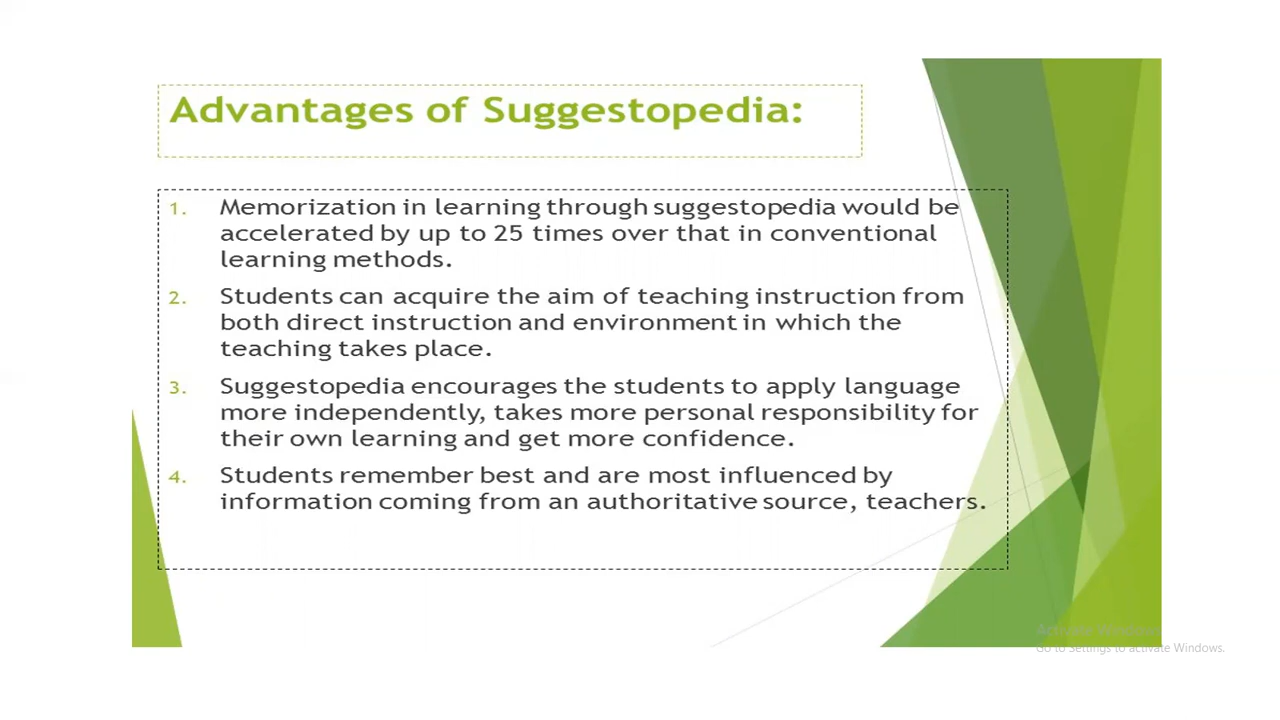 Advantages of Suggestopedia:
1. Memorization in learning through suggestopedia would be
accelerated by up to 25 times over that in conventional
learning methods.
2. Students can acquire the aim of teaching instruction from
both direct instruction and environment in which the
teaching takes place.
3. Suggestopedia encourages the students to apply language
more independently, takes more personal responsibility for
their own learning and get more confidence.
4. Students remember best and are most influenced by
information coming from an authoritative source, teachers.
Activate Windows
Go to Settings to activate Windows.